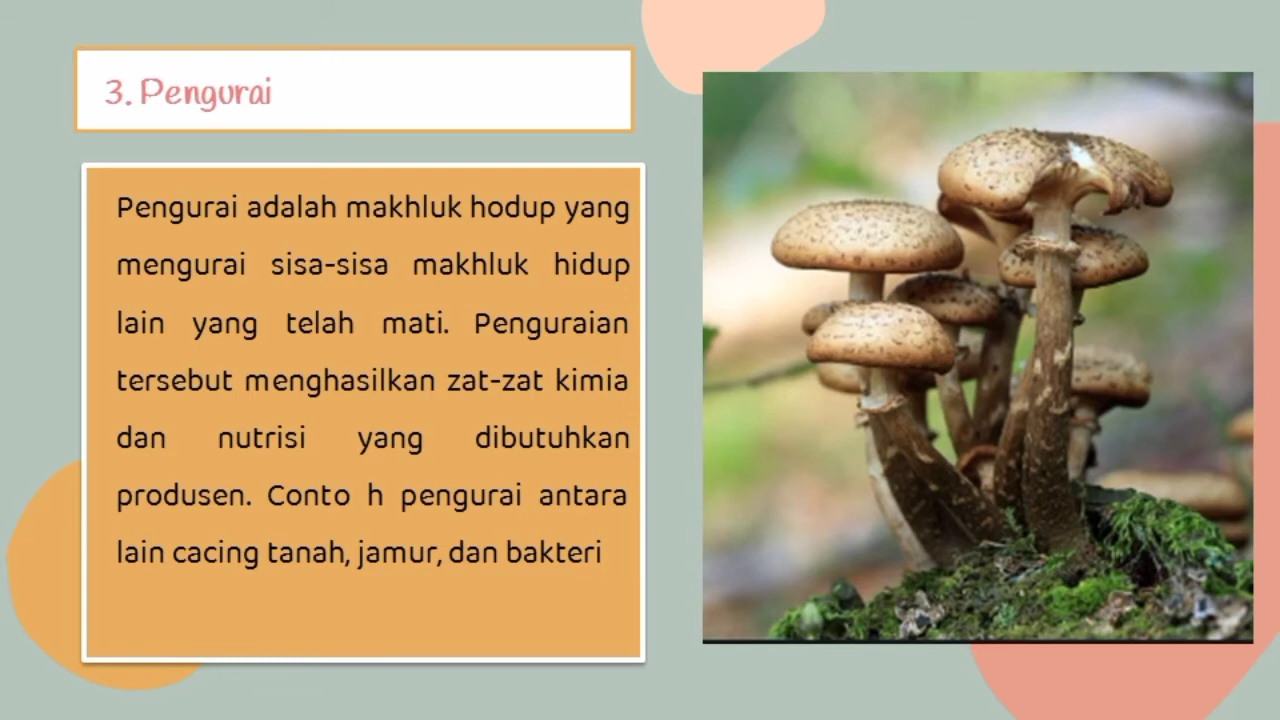 3. Pengurai
Pengurai adalah makhluk hodup yang
mengurai sisa-sisa makhluk hidup
lain yang telah mati. Penguraian
tersebut menghasilkan zat-zat kimia
dan nutrisi yang dibutuhkan
produsen. Conto h pengurai antara
lain cacing tanah, jamur, dan bakteri